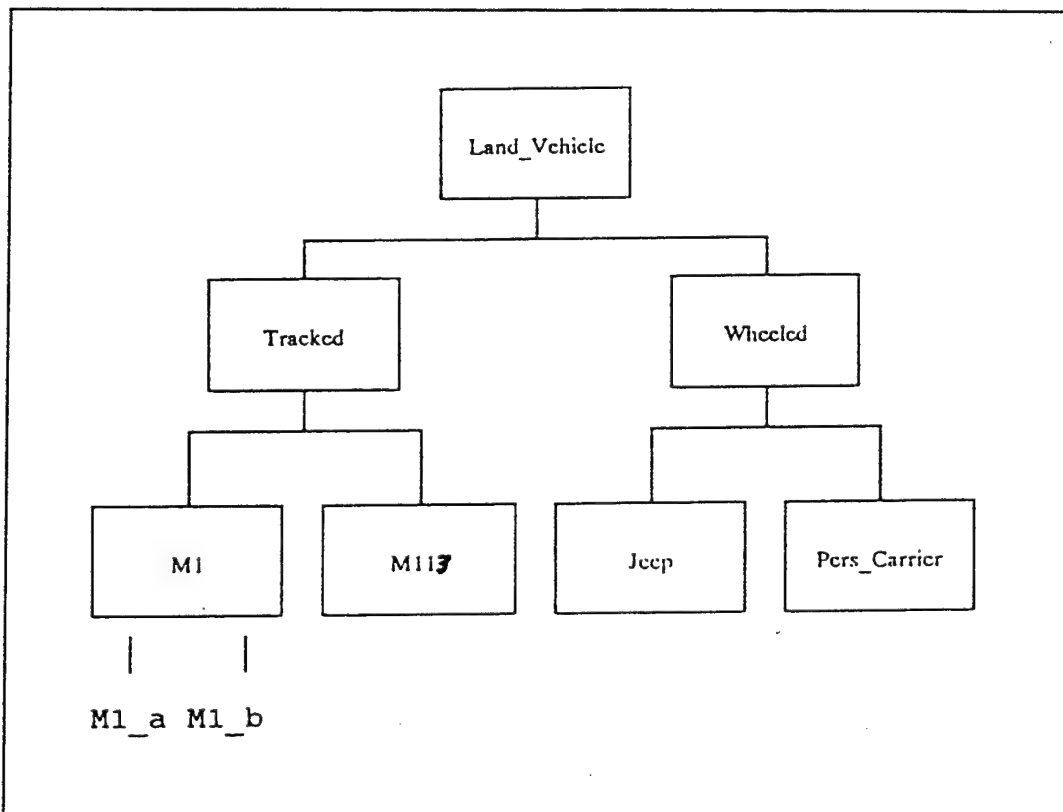 Land_Vehicle
Tracked
Wheeled
M1
M113
Jeep
Pers_Carrier
M1_a M1_b